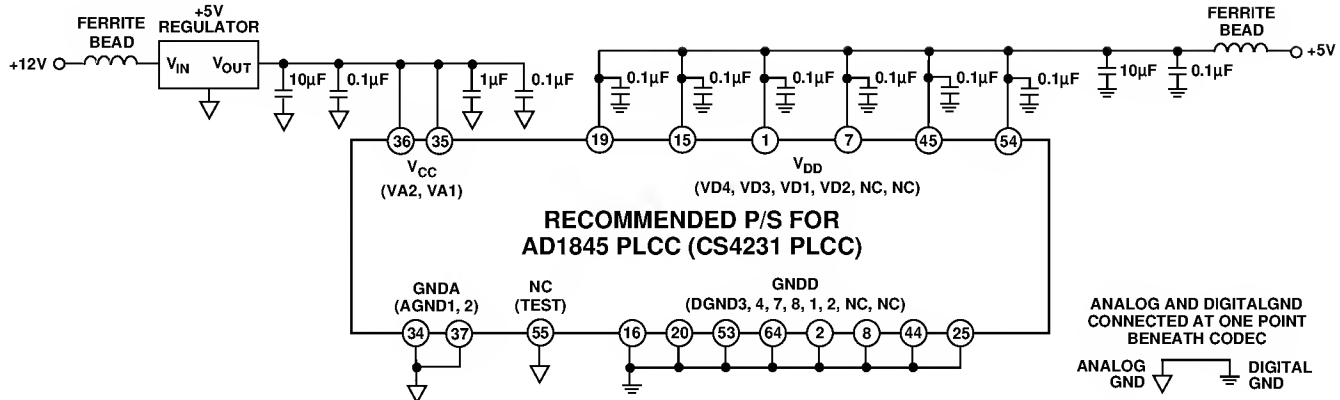 FERRITE BEAD
+5V REGULATOR
+12V
VIN VOUT
10µF
0.1µF
1µF
0.1µF
0.1µF
0.1µF
0.1µF
0.1µF
0.1µF
0.1µF
10µF
0.1µF
FERRITE BEAD
+5V
36 35 19 15 1 7 45 54
VCC
(VA2, VA1)
VDD
(VD4, VD3, VD1, VD2, NC, NC)
RECOMMENDED P/S FOR
AD1845 PLCC (CS4231 PLCC)
GNDA
(AGND1, 2)
NC
(TEST)
GNDD
(DGND3, 4, 7, 8, 1, 2, NC, NC)
34 37 55 16 20 53 64 2 8 44 25
ANALOG AND DIGITALGND
CONNECTED AT ONE POINT
BENEATH CODEC
ANALOG GND
DIGITAL GND